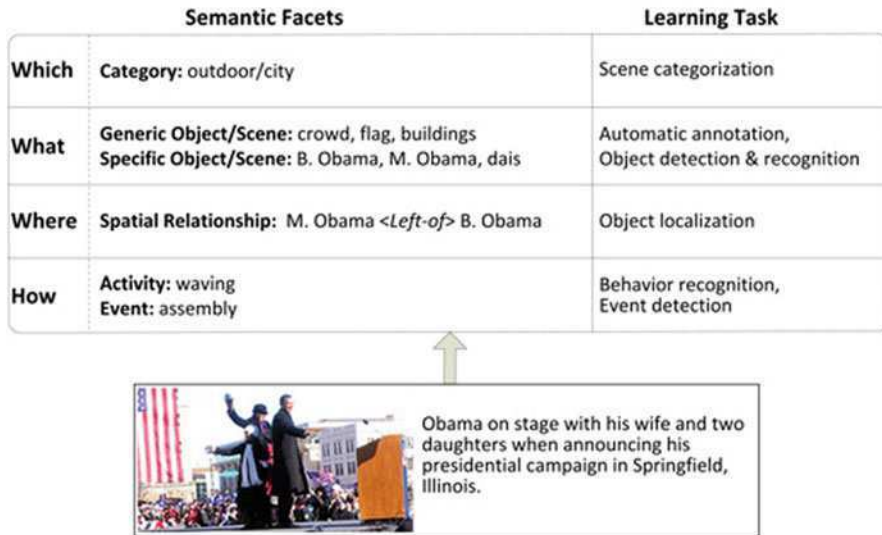 Semantic Facets Learning Task
Which Category: outdoor/city Scene categorization
What Generic Object/Scene: crowd, flag, buildings Automatic annotation,
Specific Object/Scene: B. Obama, M. Obama, dais Object detection & recognition
Where Spatial Relationship: M. Obama <Left-of> B. Obama Object localization
How Activity: waving Behavior recognition,
Event: assembly Event detection
Obama on stage with his wife and two
daughters when announcing his
presidential campaign in Springfield,
Illinois.